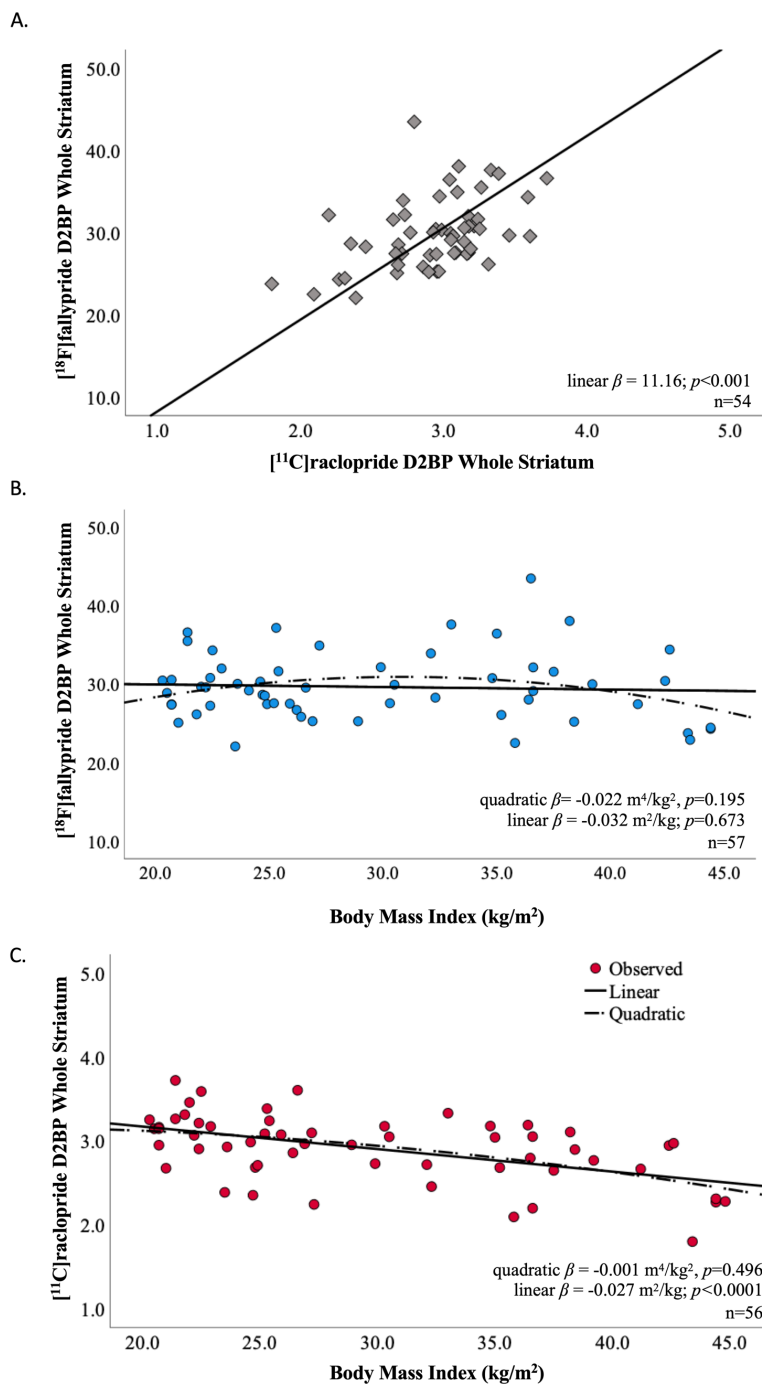 A.
[¹⁸F]fallypride D2BP Whole Striatum
50.0
40.0
30.0
20.0
10.0
linear β = 11.16; p<0.001
n=54
1.0 2.0 3.0 4.0 5.0
[¹¹C]raclopride D2BP Whole Striatum
B.
[¹⁸F]fallypride D2BP Whole Striatum
50.0
40.0
30.0
20.0
10.0
quadratic β= -0.022 m⁴/kg², p=0.195
linear β = -0.032 m²/kg; p=0.673
n=57
20.0 25.0 30.0 35.0 40.0 45.0
Body Mass Index (kg/m²)
C.
[¹¹C]raclopride D2BP Whole Striatum
5.0
4.0
3.0
2.0
1.0
Observed
Linear
Quadratic
quadratic β = -0.001 m⁴/kg², p=0.496
linear β = -0.027 m²/kg; p<0.0001
n=56
20.0 25.0 30.0 35.0 40.0 45.0
Body Mass Index (kg/m²)